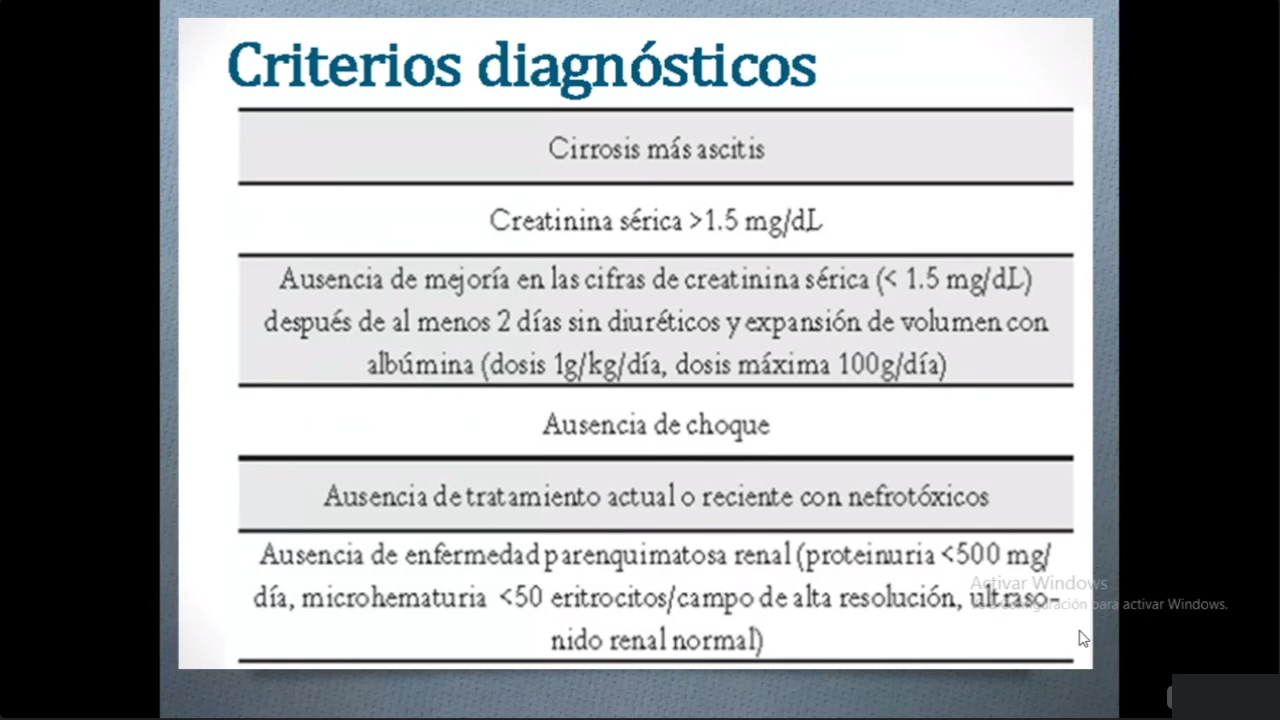 Criterios diagnósticos
Cirrosis más ascitis
Creatinina sérica >1.5 mg/dL
Ausencia de mejoría en las cifras de creatinina sérica (< 1.5 mg/dL)
después de al menos 2 días sin diuréticos y expansión de volumen con
albúmina (dosis 1g/kg/día, dosis máxima 100g/día)
Ausencia de choque
Ausencia de tratamiento actual o reciente con nefrotóxicos
Ausencia de enfermedad parenquimatosa renal (proteinuria <500 mg/
día, microhematuria <50 eritrocitos/campo de alta resolución, ultraso-
nido renal normal)
Activar Windows
configuración para activar Windows.